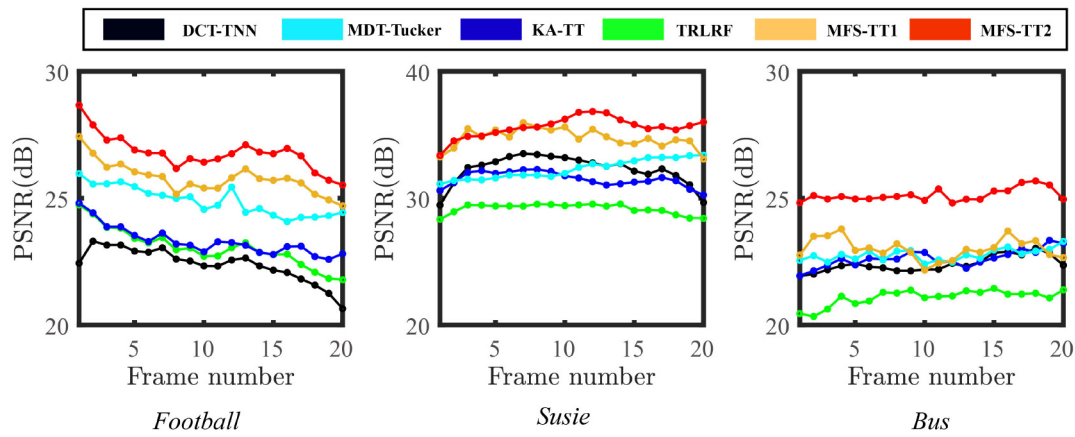 DCT-TNN MDT-Tucker KA-TT TRLRF MFS-TT1 MFS-TT2
30
20
PSNR(dB)
5 10 15 20
Frame number
Football
40
30
20
PSNR(dB)
5 10 15 20
Frame number
Susie
30
25
20
PSNR(dB)
5 10 15 20
Frame number
Bus